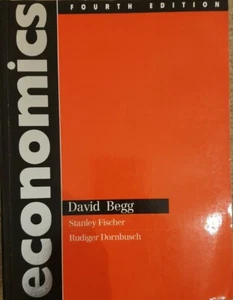 FOURTH EDITION
economics
David Begg
Stanley Fischer
Rudiger Dornbusch